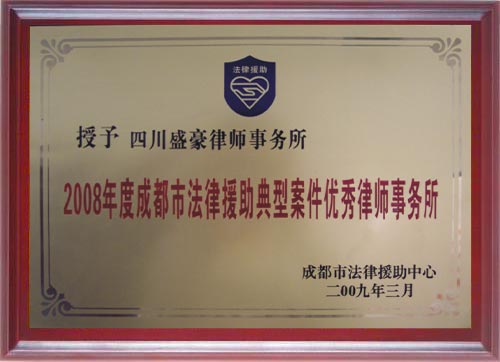 法律援助
授予 四川盛豪律师事务所
2008年度成都市法律援助典型案件优秀律师事务所
成都市法律援助中心
二00九年三月